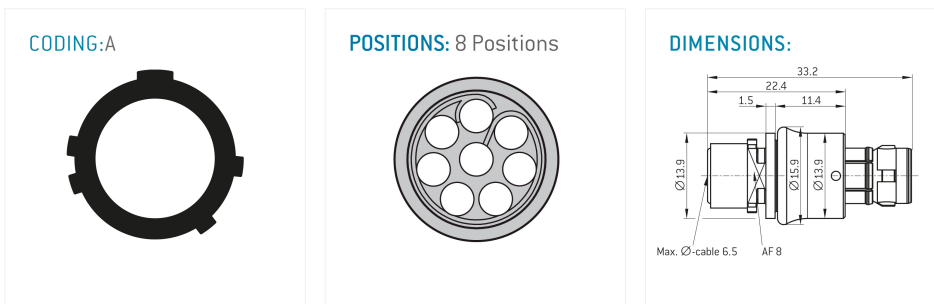 CODING:A
POSITIONS: 8 Positions
DIMENSIONS:
33.2
22.4
1.5
11.4
Ø13.9
Ø15.9
Ø13.9
Max. Ø-cable 6.5
AF 8